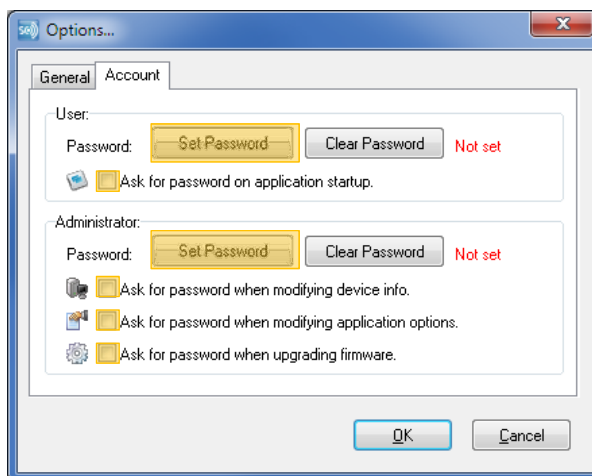 Options...
General Account
User:
Password: Set Password Clear Password Not set
Ask for password on application startup.
Administrator:
Password: Set Password Clear Password Not set
Ask for password when modifying device info.
Ask for password when modifying application options.
Ask for password when upgrading firmware.
OK Cancel